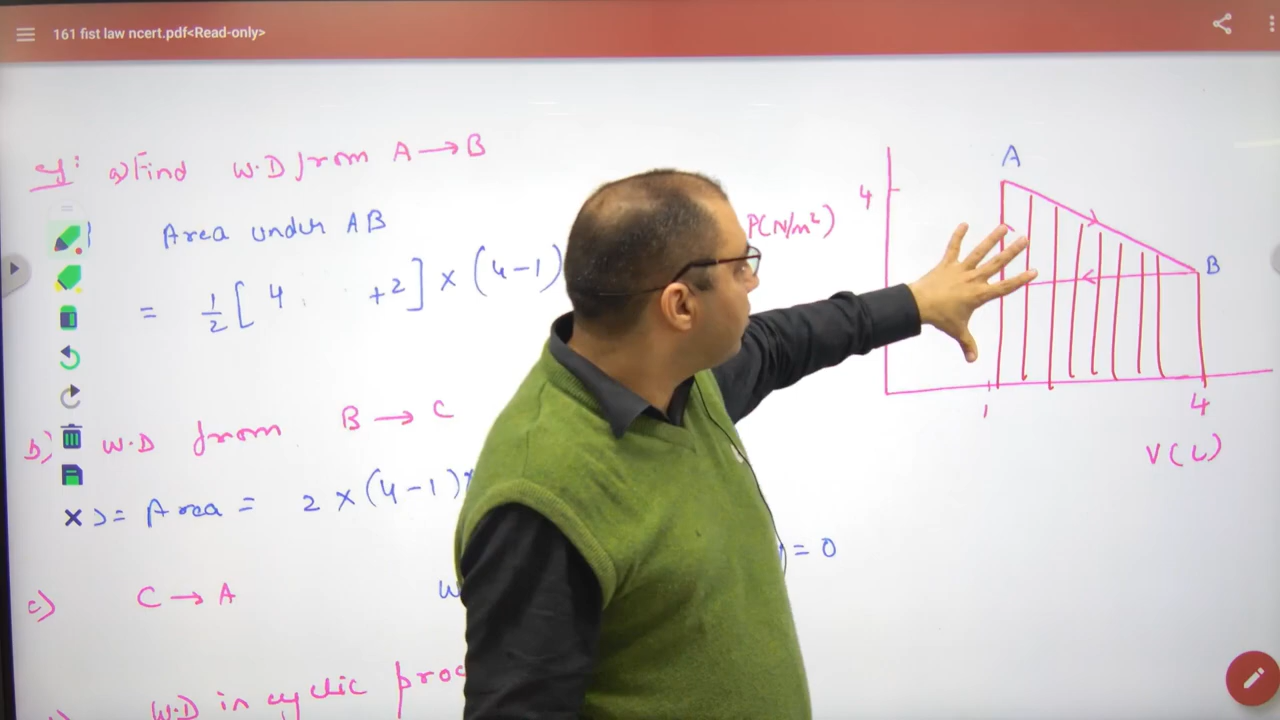 161 fist law ncert.pdf<Read-only>
eg: a) Find W.D from A → B
Area under AB
= 1/2 [ 4 + 2 ] × (4-1)
b) W.D from B → C
= Area = 2 × (4-1)
= 0
c) C → A
W.D in cyclic
A
4
P(N/m²)
B
1
4
V(L)